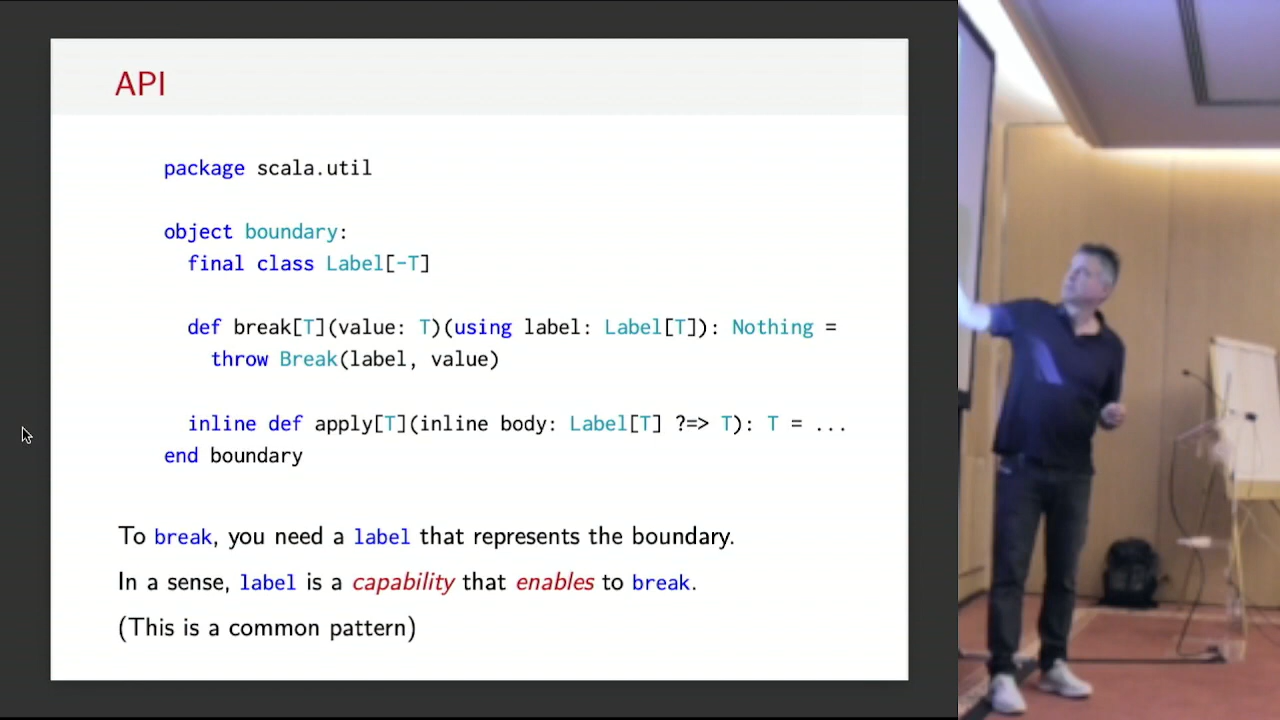 API
package scala.util
object boundary:
final class Label[-T]
def break[T](value: T)(using label: Label[T]): Nothing =
throw Break(label, value)
inline def apply[T](inline body: Label[T] ?=> T): T = ...
end boundary
To break, you need a label that represents the boundary.
In a sense, label is a capability that enables to break.
(This is a common pattern)